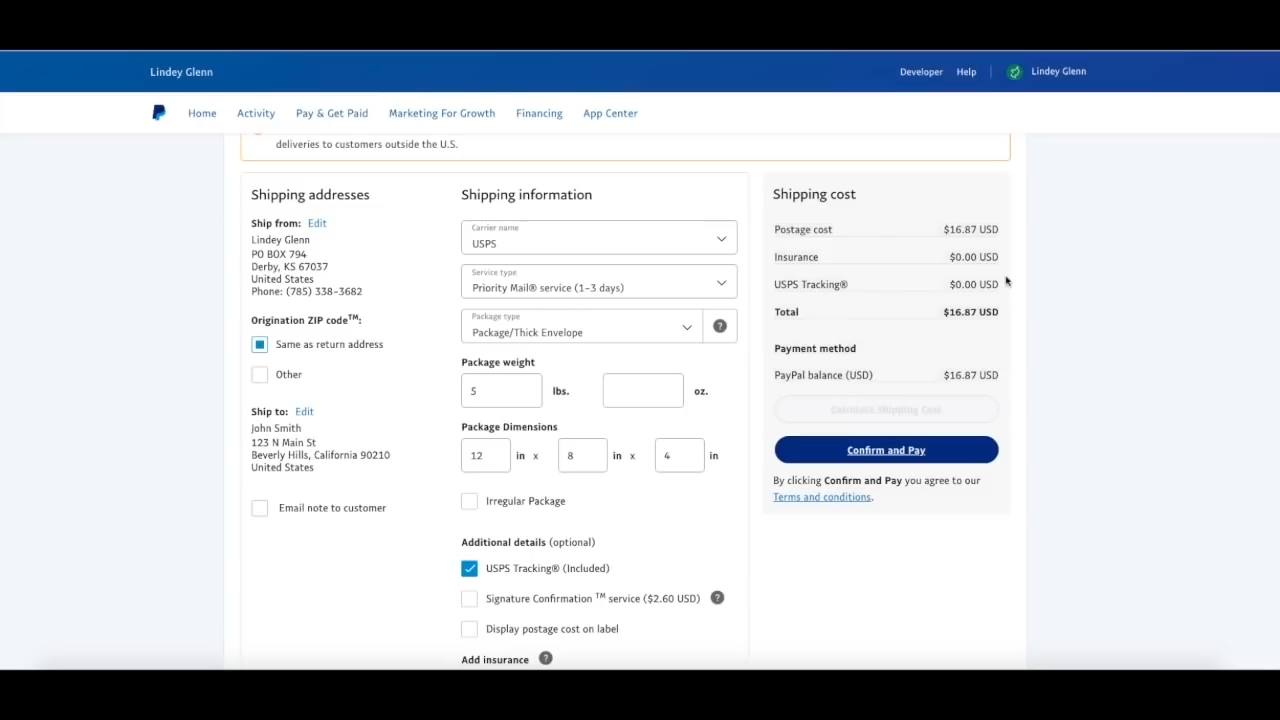 Lindey Glenn
Developer Help Lindey Glenn
Home Activity Pay & Get Paid Marketing For Growth Financing App Center
deliveries to customers outside the U.S.
Shipping addresses
Ship from: Edit
Lindey Glenn
PO BOX 794
Derby, KS 67037
United States
Phone: (785) 338-3682
Origination ZIP code™:
Same as return address
Other
Ship to: Edit
John Smith
123 N Main St
Beverly Hills, California 90210
United States
Email note to customer
Shipping information
Carrier name
USPS
Service type
Priority Mail® service (1-3 days)
Package type
Package/Thick Envelope
?
Package weight
5 lbs. oz.
Package Dimensions
12 in x 8 in x 4 in
Irregular Package
Additional details (optional)
USPS Tracking® (Included)
Signature Confirmation ™ service ($2.60 USD) ?
Display postage cost on label
Add insurance ?
Shipping cost
Postage cost $16.87 USD
Insurance $0.00 USD
USPS Tracking® $0.00 USD
Total $16.87 USD
Payment method
PayPal balance (USD) $16.87 USD
Calculate Shipping Cost
Confirm and Pay
By clicking Confirm and Pay you agree to our
Terms and conditions.